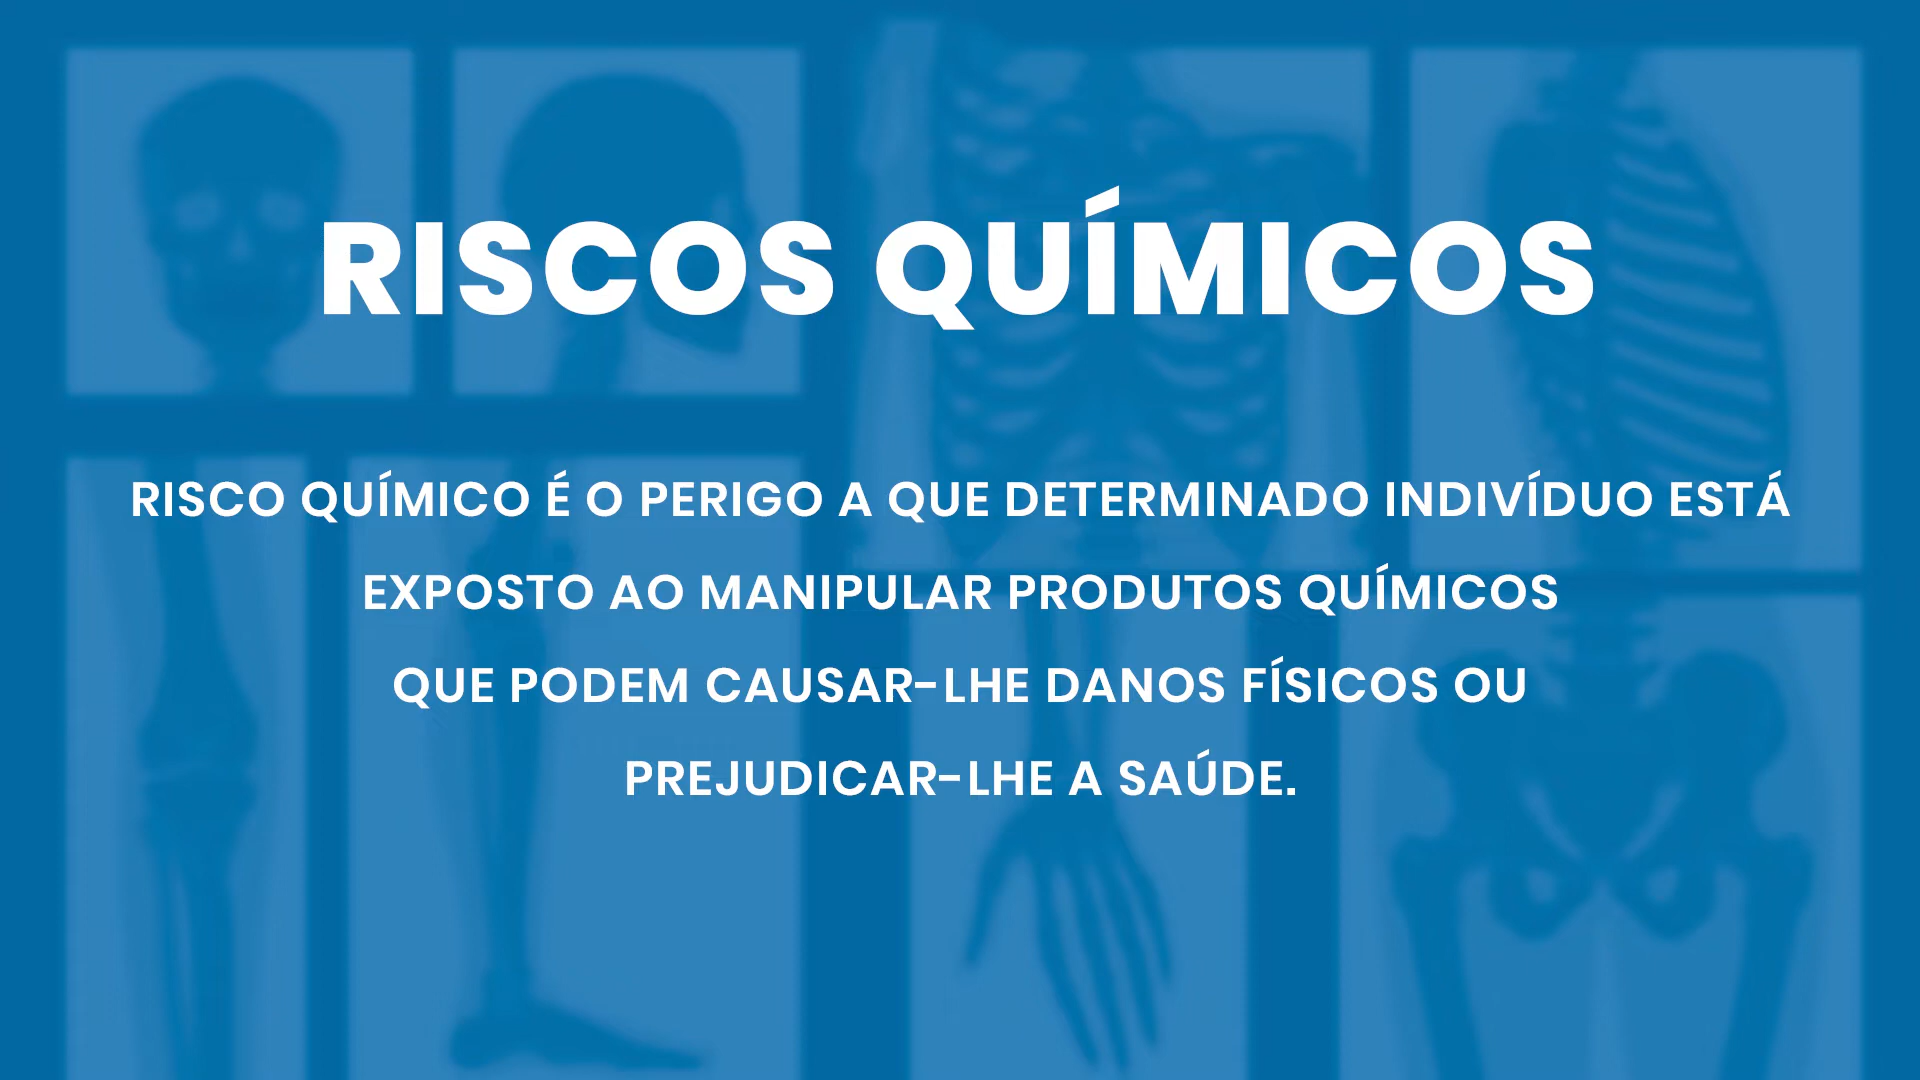 RISCOS QUÍMICOS
RISCO QUÍMICO É O PERIGO A QUE DETERMINADO INDIVÍDUO ESTÁ
EXPOSTO AO MANIPULAR PRODUTOS QUÍMICOS
QUE PODEM CAUSAR-LHE DANOS FÍSICOS OU
PREJUDICAR-LHE A SAÚDE.